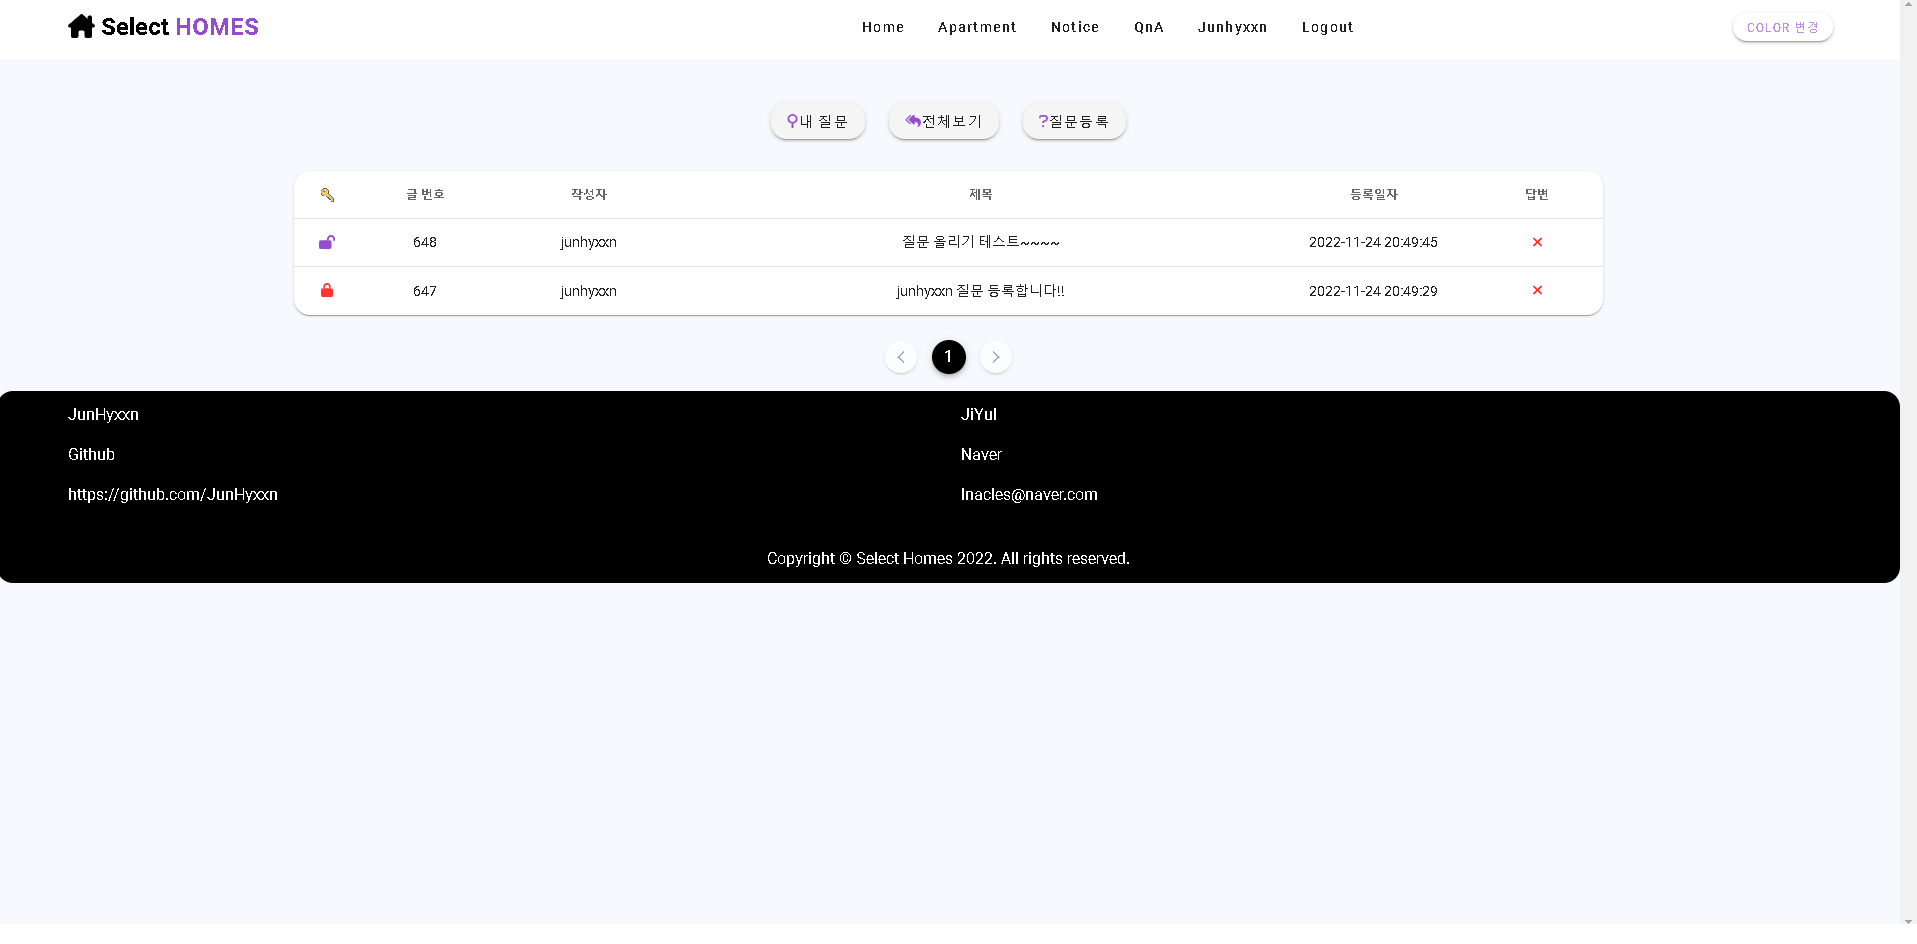 Select HOMES
Home Apartment Notice QnA Junhyxxn Logout
COLOR 변경
내 질문 전체보기 ?질문등록
글 번호 작성자 제목 등록일자 답변
648 junhyxxn 질문 올리기 테스트~~~~ 2022-11-24 20:49:45
647 junhyxxn junhyxxn 질문 등록합니다!! 2022-11-24 20:49:29
1
JunHyxxn
Github
https://github.com/JunHyxxn
JiYul
Naver
lnacles@naver.com
Copyright © Select Homes 2022. All rights reserved.